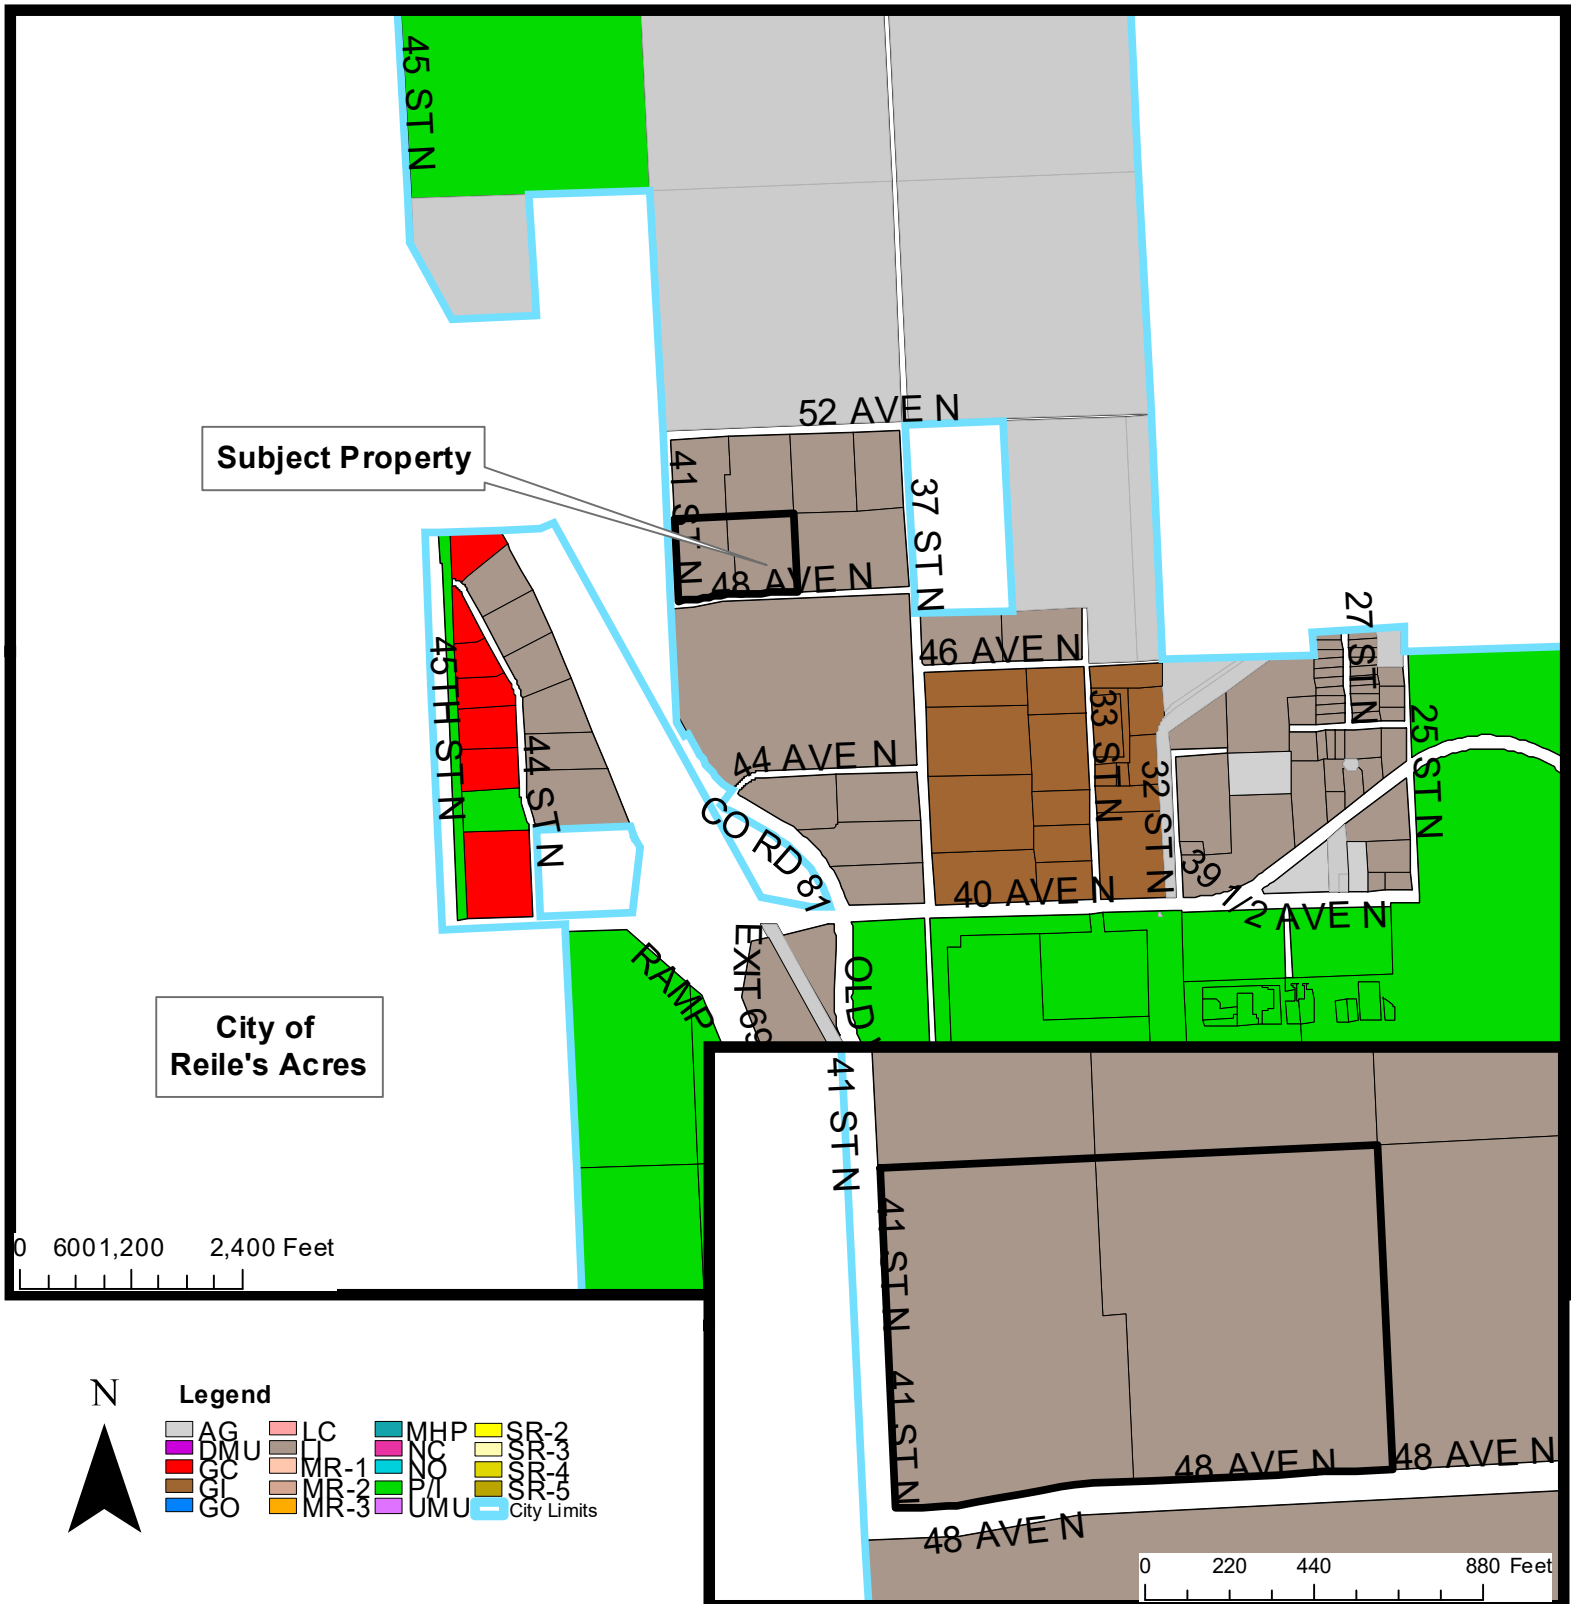 45 ST N
52 AVE N
Subject Property
41 ST N
37 ST N
48 AVE N
27 ST N
46 AVE N
45TH ST N
33 ST N
25 ST N
44 ST N
44 AVE N
32 ST N
CO RD 81
39 1/2 AVE N
40 AVE N
EXIT 69
RAMP
OLD
City of
Reile's Acres
41 ST N
41 ST N
41 ST N
48 AVE N
48 AVE N
48 AVE N
0 600 1,200 2,400 Feet
0 220 440 880 Feet
N
Legend
AG
DMU
GC
GI
GO
LC
LI
MR-1
MR-2
MR-3
MHP
NC
NO
P/I
UMU
SR-2
SR-3
SR-4
SR-5
City Limits